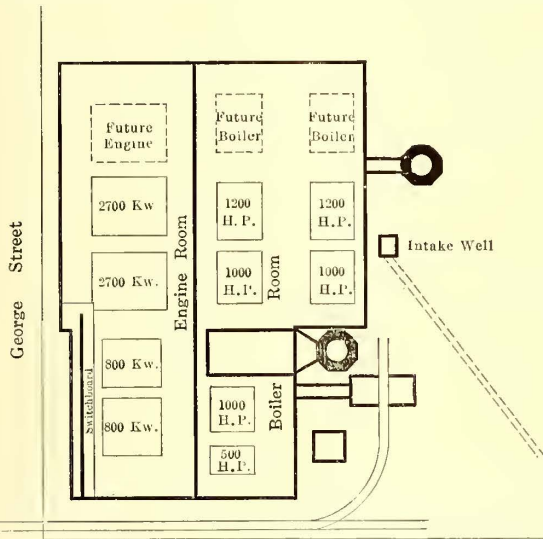 George Street
Future
Engine
Future
Boiler
Future
Boiler
2700 Kw
1200
H.P.
1200
H.P.
Intake Well
2700 Kw.
Engine Room
1000
H.P.
Room
1000
H.P.
Switchboard
800 Kw.
800 Kw.
1000
H.P.
Boiler
500
H.P.